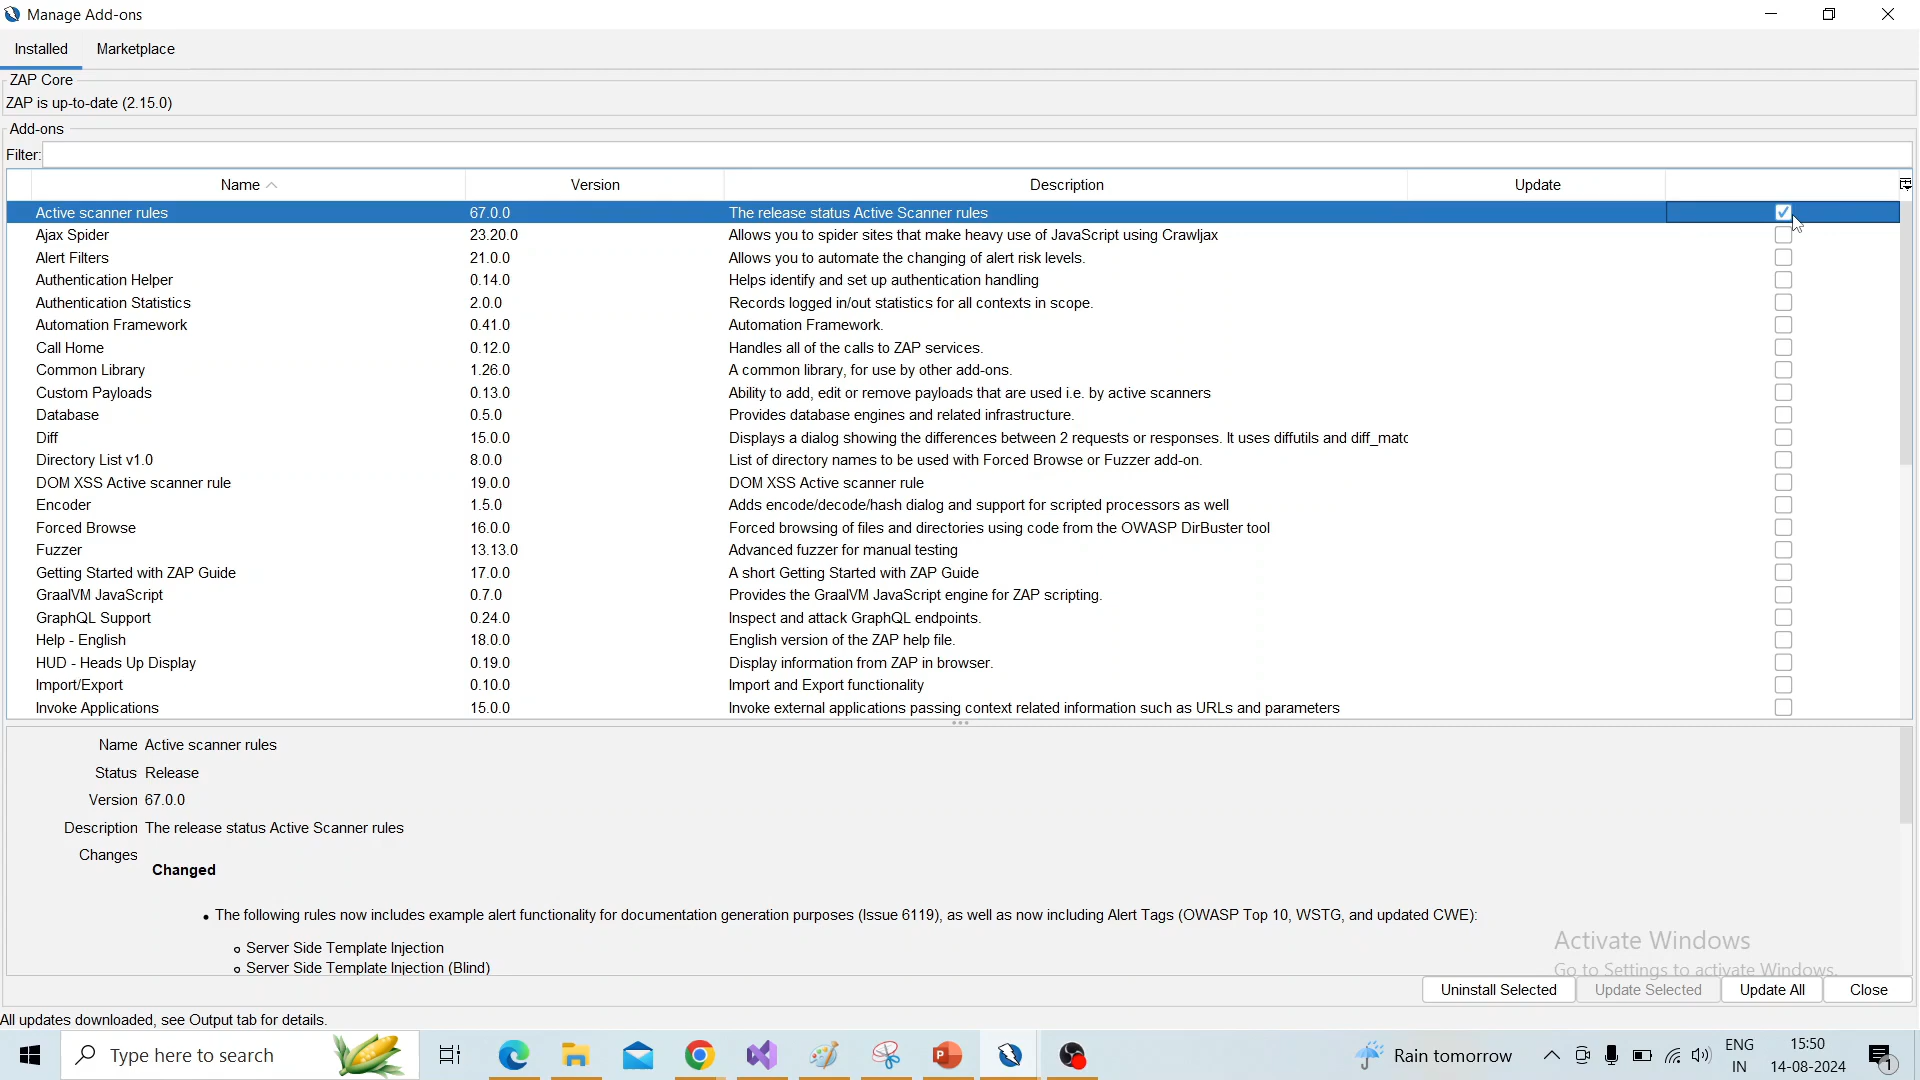 Manage Add-ons
Installed Marketplace
ZAP Core
ZAP is up-to-date (2.15.0)
Add-ons
Filter:
Name Version Description Update
Active scanner rules 67.0.0 The release status Active Scanner rules
Ajax Spider 23.20.0 Allows you to spider sites that make heavy use of JavaScript using Crawljax
Alert Filters 21.0.0 Allows you to automate the changing of alert risk levels.
Authentication Helper 0.14.0 Helps identify and set up authentication handling
Authentication Statistics 2.0.0 Records logged in/out statistics for all contexts in scope.
Automation Framework 0.41.0 Automation Framework.
Call Home 0.12.0 Handles all of the calls to ZAP services.
Common Library 1.26.0 A common library, for use by other add-ons.
Custom Payloads 0.13.0 Ability to add, edit or remove payloads that are used i.e. by active scanners
Database 0.5.0 Provides database engines and related infrastructure.
Diff 15.0.0 Displays a dialog showing the differences between 2 requests or responses. It uses diffutils and diff_matc
Directory List v1.0 8.0.0 List of directory names to be used with Forced Browse or Fuzzer add-on.
DOM XSS Active scanner rule 19.0.0 DOM XSS Active scanner rule
Encoder 1.5.0 Adds encode/decode/hash dialog and support for scripted processors as well
Forced Browse 16.0.0 Forced browsing of files and directories using code from the OWASP DirBuster tool
Fuzzer 13.13.0 Advanced fuzzer for manual testing
Getting Started with ZAP Guide 17.0.0 A short Getting Started with ZAP Guide
GraalVM JavaScript 0.7.0 Provides the GraalVM JavaScript engine for ZAP scripting.
GraphQL Support 0.24.0 Inspect and attack GraphQL endpoints.
Help - English 18.0.0 English version of the ZAP help file.
HUD - Heads Up Display 0.19.0 Display information from ZAP in browser.
Import/Export 0.10.0 Import and Export functionality
Invoke Applications 15.0.0 Invoke external applications passing context related information such as URLs and parameters
Name Active scanner rules
Status Release
Version 67.0.0
Description The release status Active Scanner rules
Changes
Changed
• The following rules now includes example alert functionality for documentation generation purposes (Issue 6119), as well as now including Alert Tags (OWASP Top 10, WSTG, and updated CWE):
o Server Side Template Injection
o Server Side Template Injection (Blind)
Activate Windows
Go to Settings to activate Windows.
Uninstall Selected Update Selected Update All Close
All updates downloaded, see Output tab for details.
Type here to search
Rain tomorrow
ENG
IN
15:50
14-08-2024
1